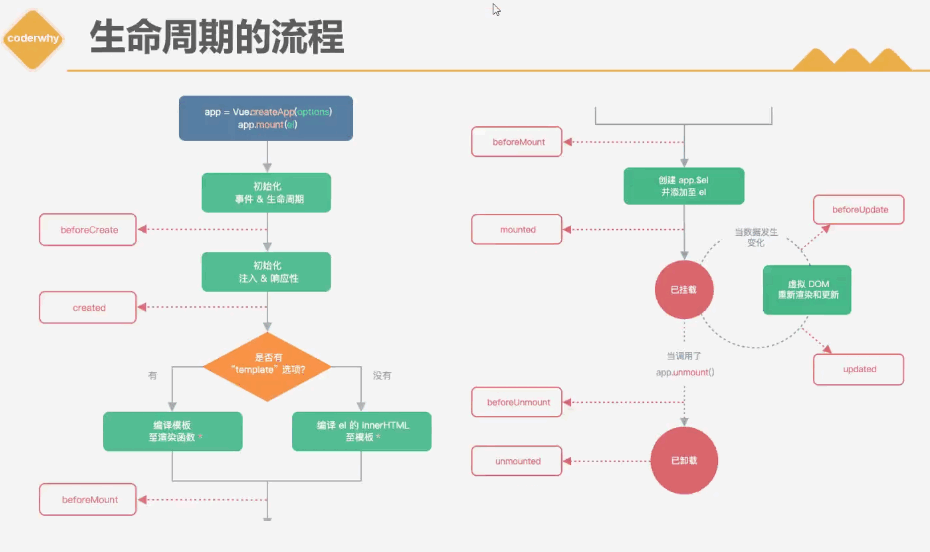 coderwhy
生命周期的流程
app = Vue.createApp(options)
app.mount(el)
初始化
事件 & 生命周期
beforeCreate
初始化
注入 & 响应性
created
是否有
“template” 选项?
有
没有
编译模板
至渲染函数 *
编译 el 的 innerHTML
至模板 *
beforeMount
beforeMount
创建 app.$el
并添加至 el
mounted
已挂载
当数据发生
变化
beforeUpdate
虚拟 DOM
重新渲染和更新
updated
当调用了
app.unmount()
beforeUnmount
已卸载
unmounted